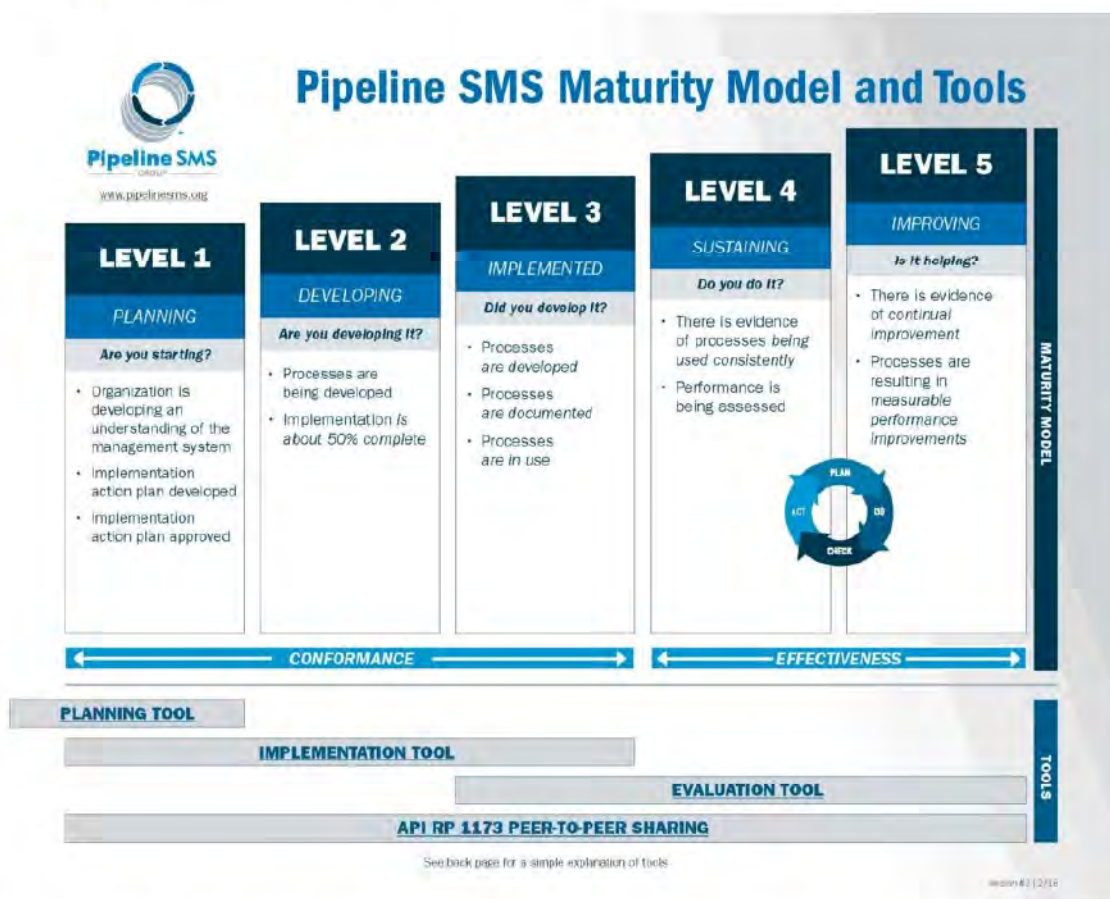 Pipeline SMS Maturity Model and Tools
Pipeline SMS
GROUP
www.pipelinesms.org
LEVEL 1
PLANNING
Are you starting?
• Organization is
developing an
understanding of the
management system
• Implementation
action plan developed
• Implementation
action plan approved
LEVEL 2
DEVELOPING
Are you developing it?
• Processes are
being developed
• Implementation is
about 50% complete
LEVEL 3
IMPLEMENTED
Did you develop it?
• Processes
are developed
• Processes
are documented
• Processes
are in use
LEVEL 4
SUSTAINING
Do you do it?
• There is evidence
of processes being
used consistently
• Performance is
being assessed
LEVEL 5
IMPROVING
Is it helping?
• There is evidence
of continual
improvement
• Processes are
resulting in
measurable
performance
improvements
PLAN
DO
CHECK
ACT
MATURITY MODEL
CONFORMANCE
EFFECTIVENESS
PLANNING TOOL
IMPLEMENTATION TOOL
EVALUATION TOOL
API RP 1173 PEER-TO-PEER SHARING
TOOLS
See back page for a simple explanation of tools